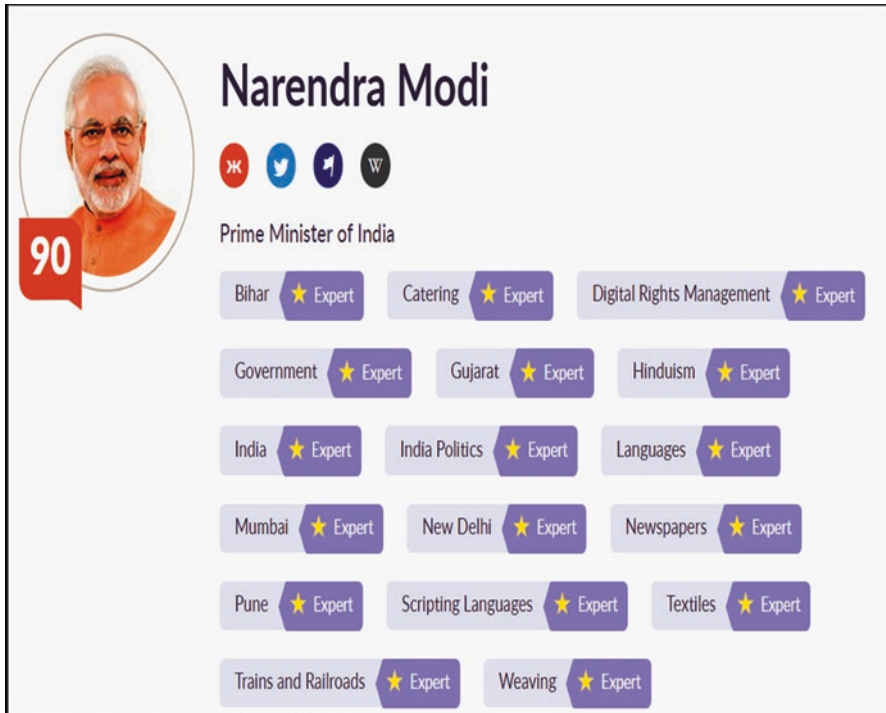 Narendra Modi
ж W
Prime Minister of India
90
Bihar Expert Catering Expert Digital Rights Management Expert
Government Expert Gujarat Expert Hinduism Expert
India Expert India Politics Expert Languages Expert
Mumbai Expert New Delhi Expert Newspapers Expert
Pune Expert Scripting Languages Expert Textiles Expert
Trains and Railroads Expert Weaving Expert